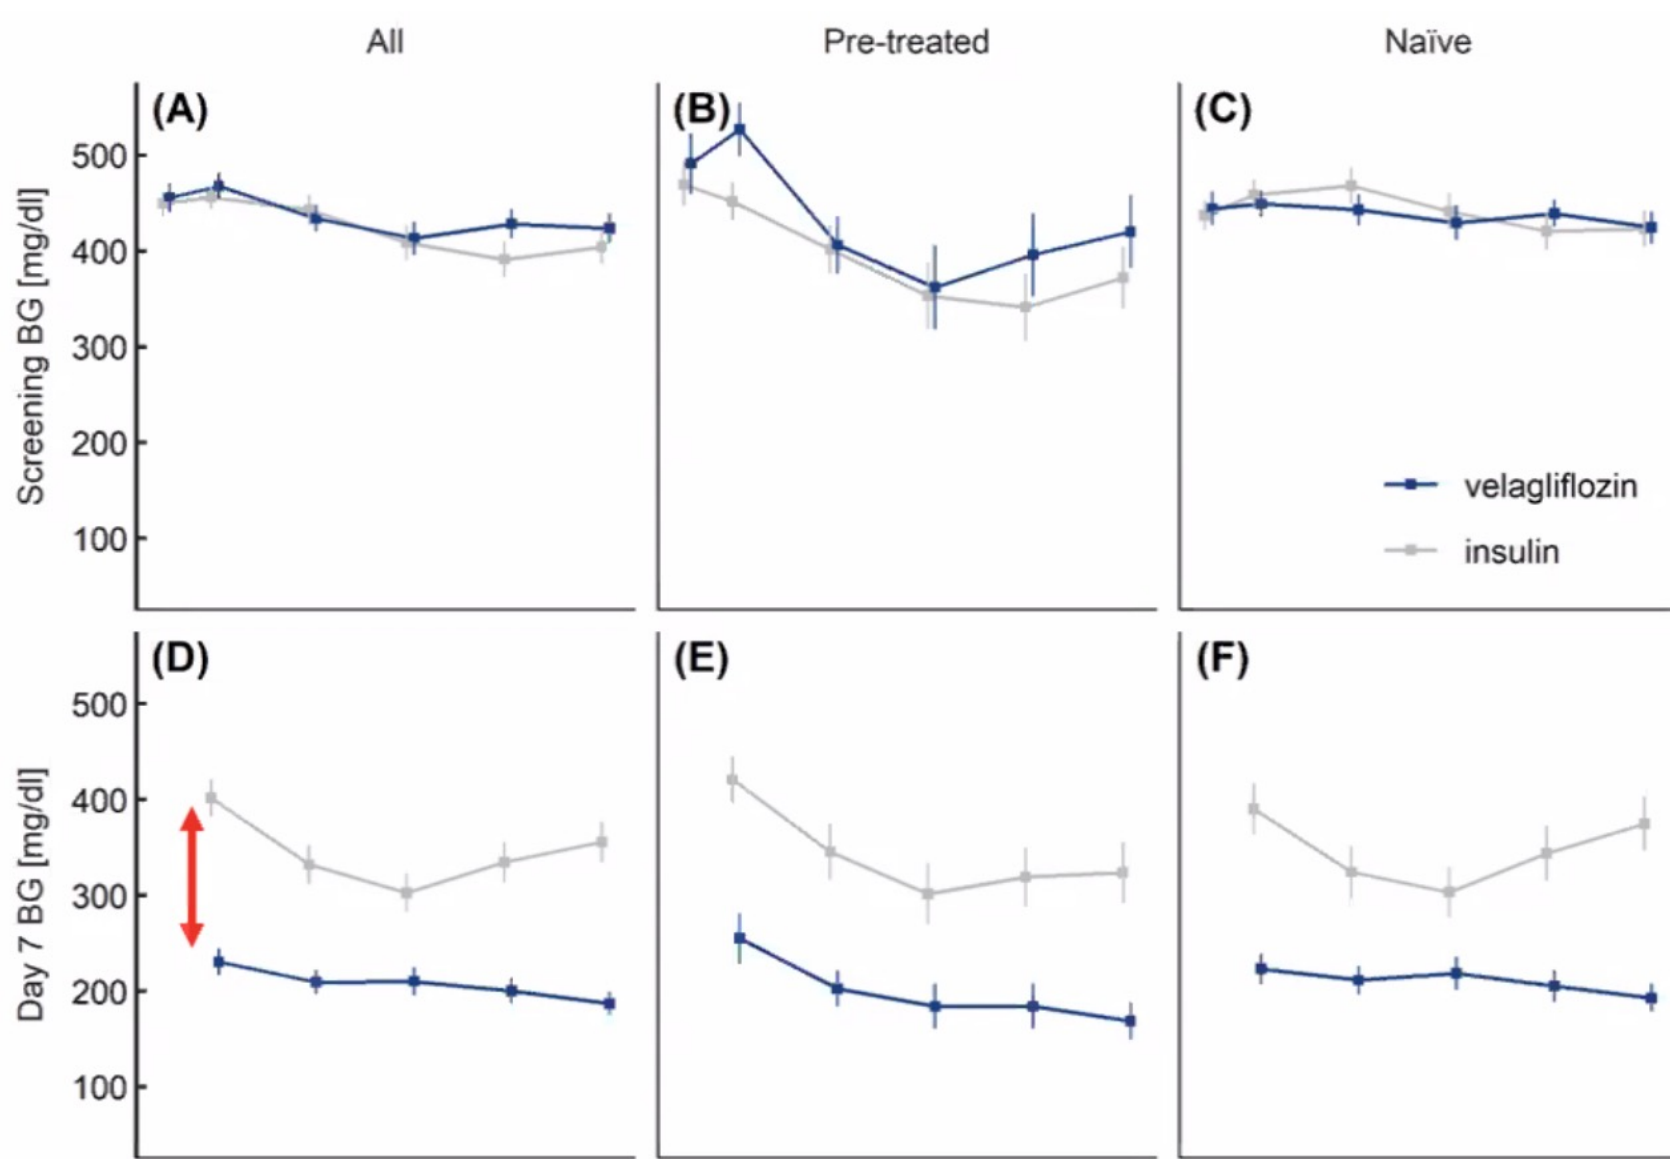 All
Pre-treated
Naïve
(A)
(B)
(C)
Screening BG [mg/dl]
500
400
300
200
100
velagliflozin
insulin
(D)
(E)
(F)
Day 7 BG [mg/dl]
500
400
300
200
100